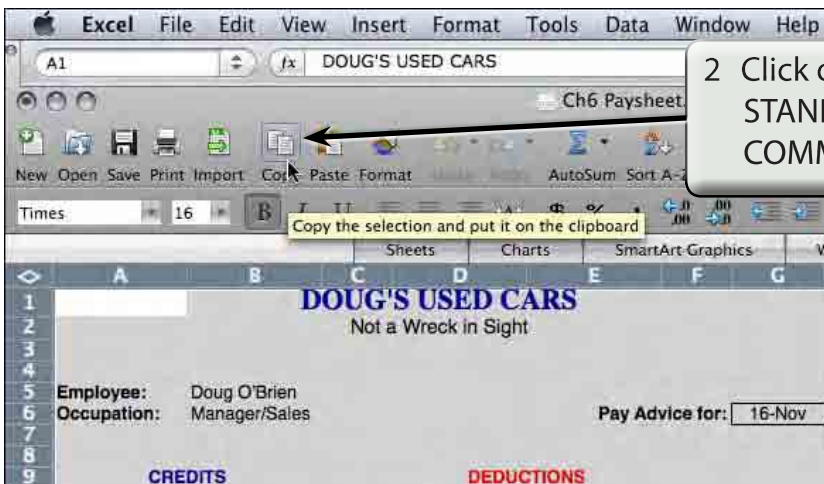 Excel File Edit View Insert Format Tools Data Window Help
A1 fx DOUG'S USED CARS
Ch6 Paysheet.
2 Click
STAN
COMM
New Open Save Print Import Copy Paste Format AutoSum Sort A-Z
Times 16 B I U $ %
Copy the selection and put it on the clipboard
Sheets Charts SmartArt Graphics
A B C D E F G
1 DOUG'S USED CARS
2 Not a Wreck in Sight
3
4
5 Employee: Doug O'Brien
6 Occupation: Manager/Sales Pay Advice for: 16-Nov
7
8
9 CREDITS DEDUCTIONS